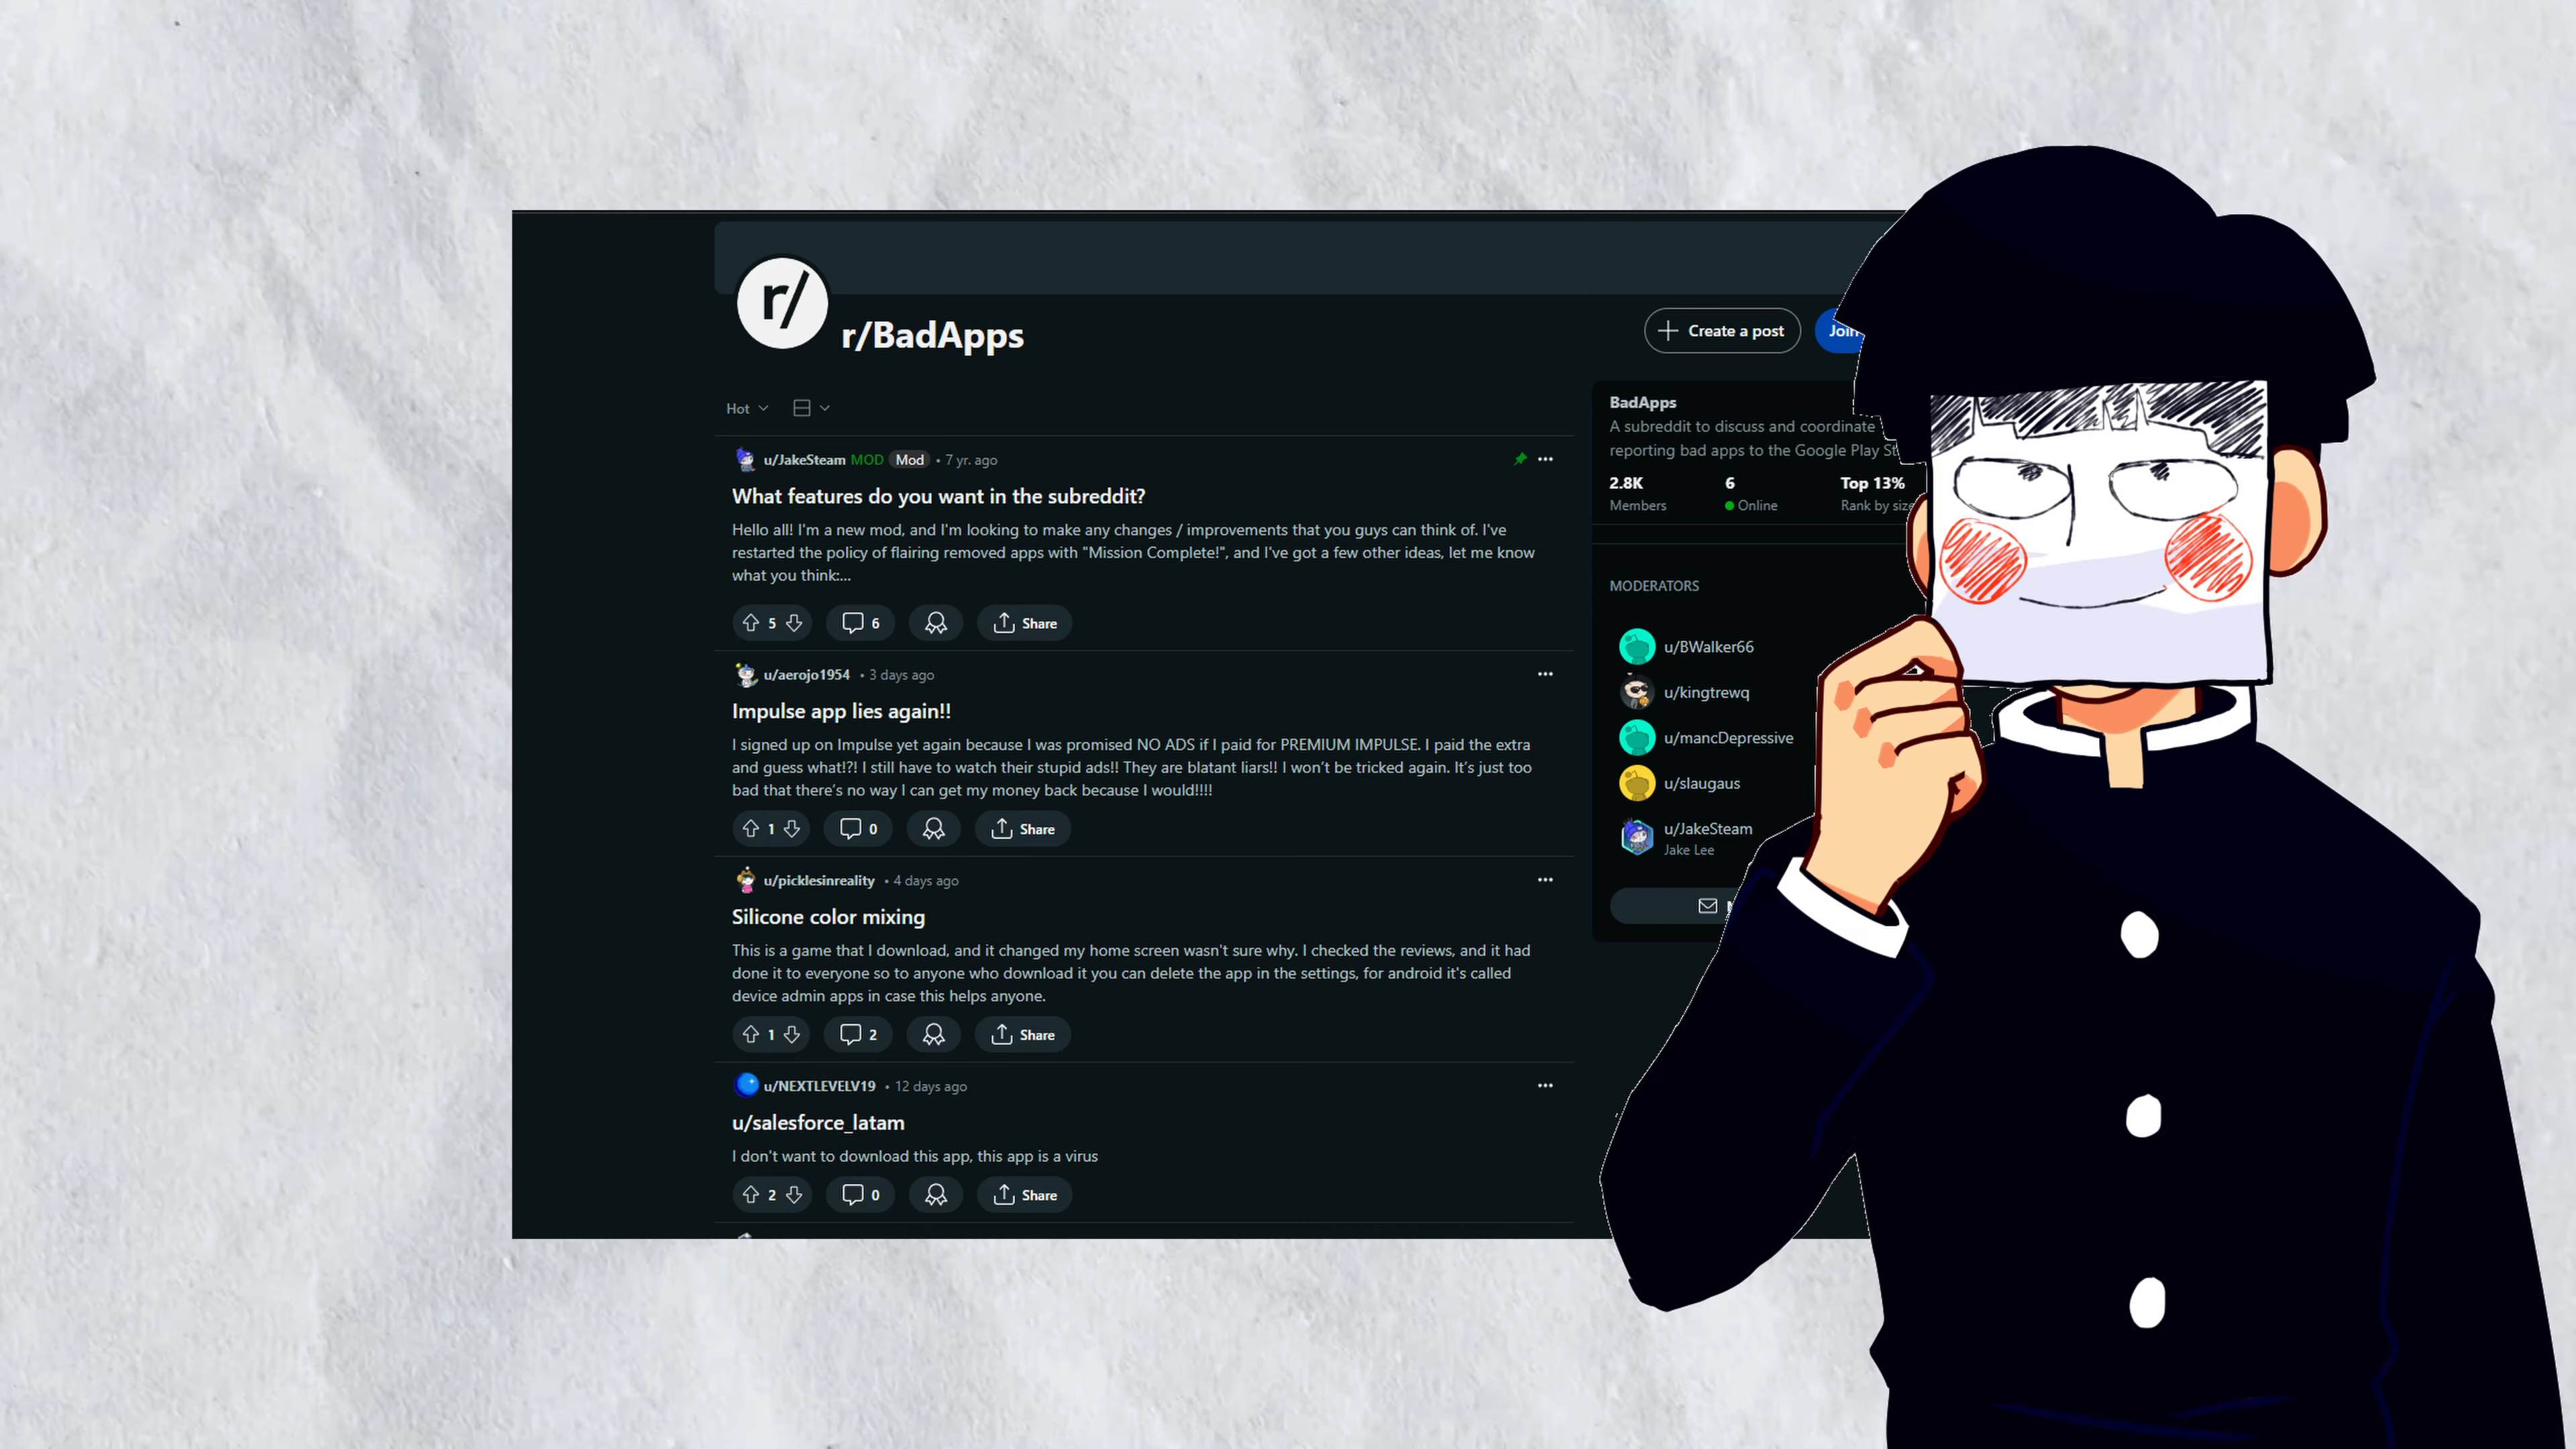 r/
r/BadApps
Create a post
Join
Hot
u/JakeSteam MOD Mod • 7 yr. ago
What features do you want in the subreddit?
Hello all! I'm a new mod, and I'm looking to make any changes / improvements that you guys can think of. I've
restarted the policy of flairing removed apps with "Mission Complete!", and I've got a few other ideas, let me know
what you think:...
5 6 Share
u/aerojo1954 • 3 days ago
Impulse app lies again!!
I signed up on Impulse yet again because I was promised NO ADS if I paid for PREMIUM IMPULSE. I paid the extra
and guess what!?! I still have to watch their stupid ads!! They are blatant liars!! I won’t be tricked again. It’s just too
bad that there’s no way I can get my money back because I would!!!!
1 0 Share
u/picklesinreality • 4 days ago
Silicone color mixing
This is a game that I download, and it changed my home screen wasn't sure why. I checked the reviews, and it had
done it to everyone so to anyone who download it you can delete the app in the settings, for android it's called
device admin apps in case this helps anyone.
1 2 Share
u/NEXTLEVELV19 • 12 days ago
u/salesforce_latam
I don't want to download this app, this app is a virus
2 0 Share
BadApps
A subreddit to discuss and coordinate
reporting bad apps to the Google Play
2.8K 6 Top 13%
Members Online Rank by size
MODERATORS
u/BWalker66
u/kingtrewq
u/mancDepressive
u/slaugaus
u/JakeSteam
Jake Lee